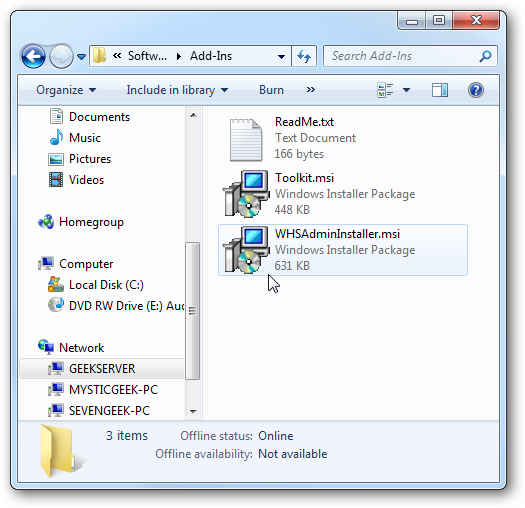 « Softw... ▸ Add-Ins
Search Add-Ins
Organize Include in library Burn »
Documents
Music
Pictures
Videos
Homegroup
Computer
Local Disk (C:)
DVD RW Drive (E:) Auc
Network
GEEKSERVER
MYSTICGEEK-PC
SEVENGEEK-PC
ReadMe.txt
Text Document
166 bytes
Toolkit.msi
Windows Installer Package
448 KB
WHSAdminInstaller.msi
Windows Installer Package
631 KB
3 items Offline status: Online
Offline availability: Not available